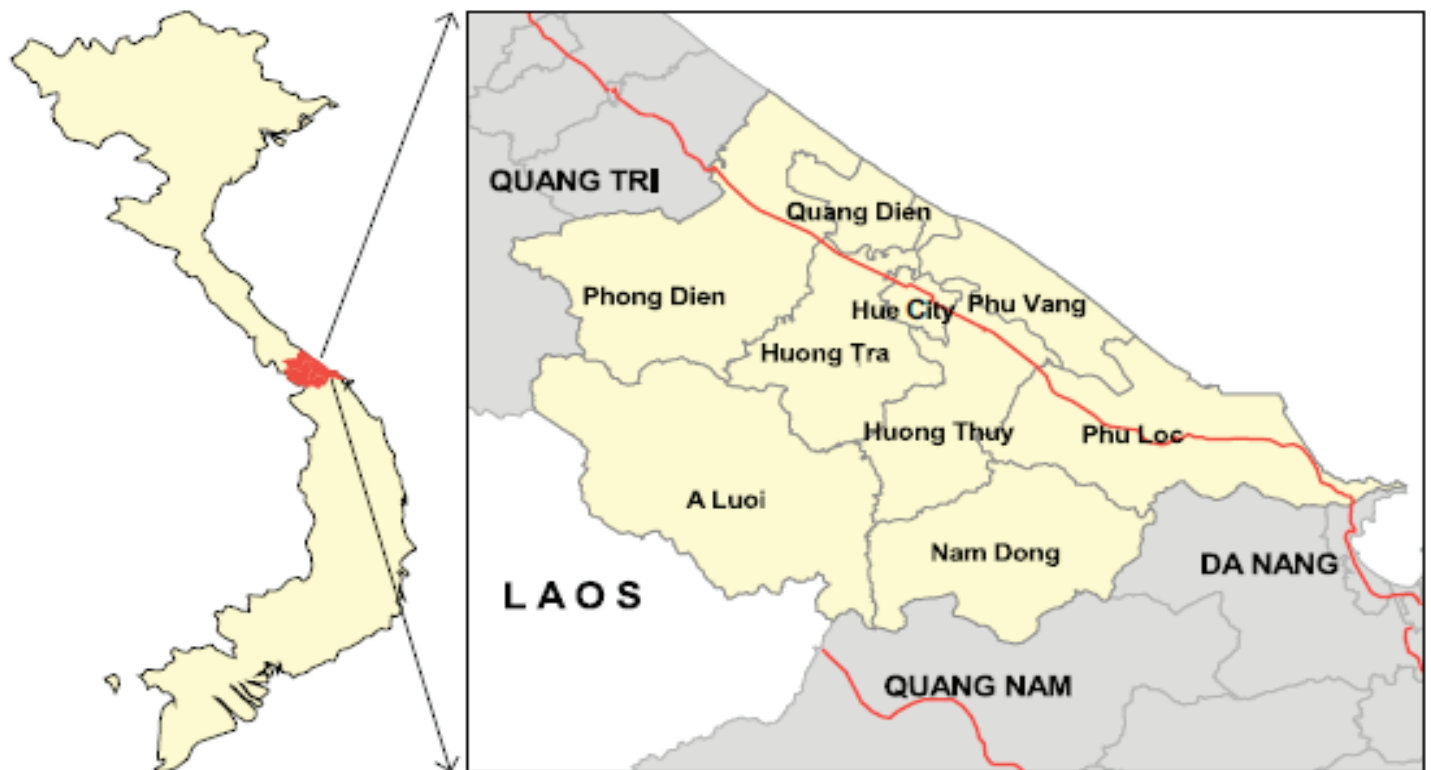 QUANG TRI
Quang Dien
Phong Dien
Hue City
Phu Vang
Huong Tra
Huong Thuy
Phu Loc
A Luoi
Nam Dong
DA NANG
LAOS
QUANG NAM